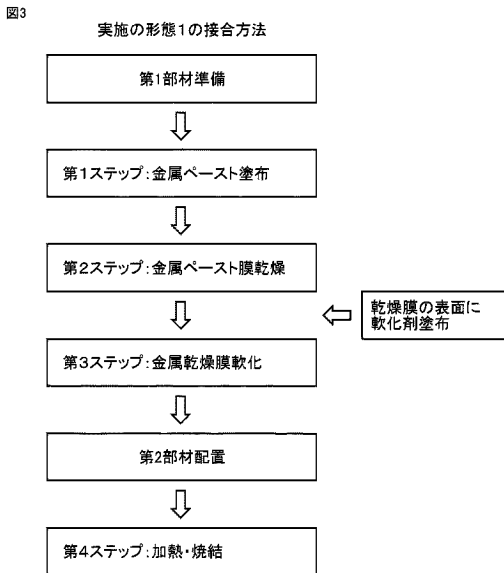 図3
実施の形態1の接合方法
第1部材準備
第1ステップ:金属ペースト塗布
第2ステップ:金属ペースト膜乾燥
乾燥膜の表面に
軟化剤塗布
第3ステップ:金属乾燥膜軟化
第2部材配置
第4ステップ:加熱・焼結